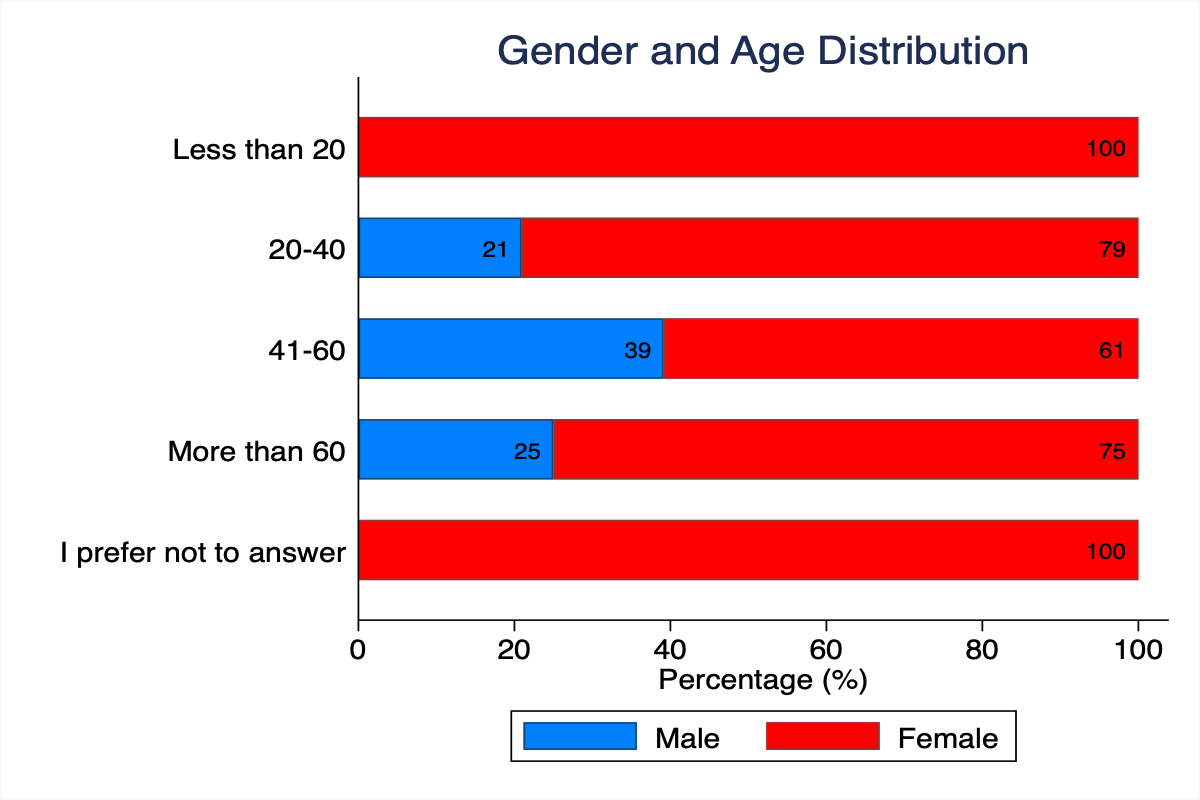 Gender and Age Distribution
Less than 20
100
20-40
21
79
41-60
39
61
More than 60
25
75
I prefer not to answer
100
0 20 40 60 80 100
Percentage (%)
Male Female